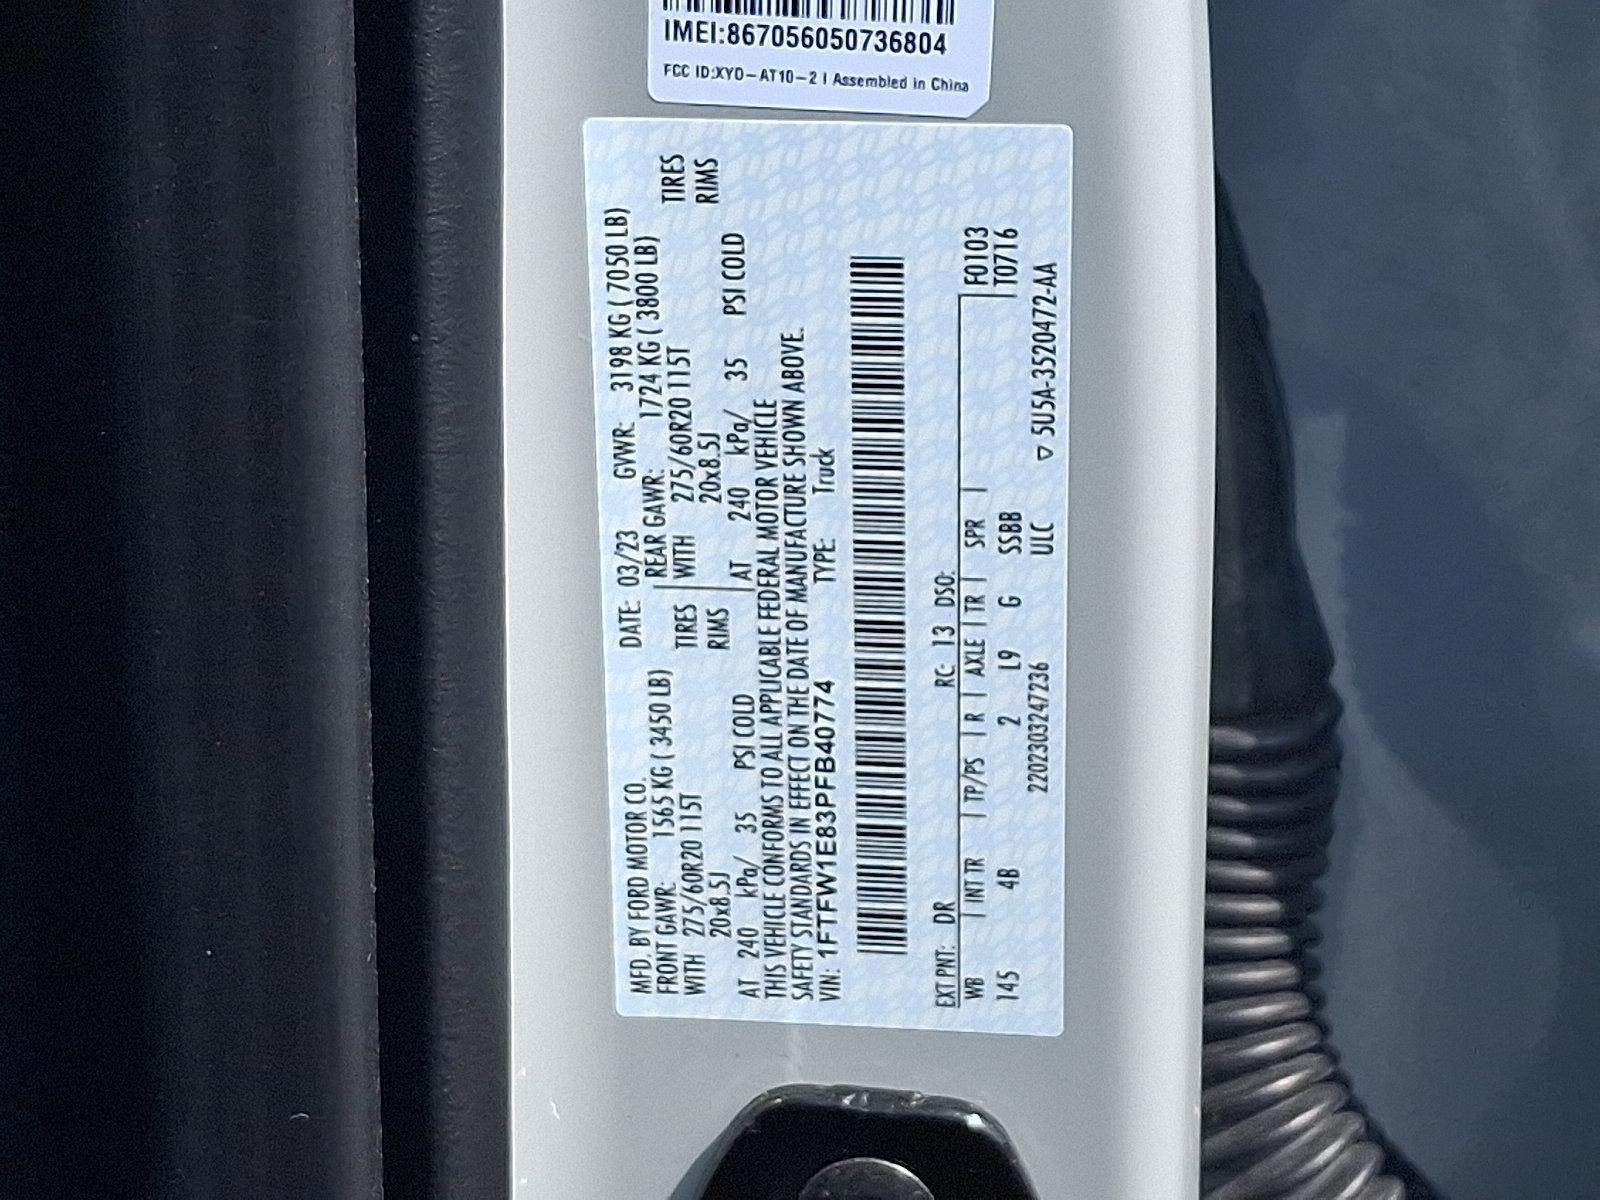 IMEI:867056050736804
FCC ID:XYO-AT10-2 I Assembled in China
MFD. BY FORD MOTOR CO. DATE: 03/23 GVWR: 3198 KG ( 7050 LB)
FRONT GAWR: 1565 KG ( 3450 LB) REAR GAWR: 1724 KG ( 3800 LB)
WITH 275/60R20 115T TIRES WITH 275/60R20 115T TIRES
20x8.5J RIMS 20x8.5J RIMS
AT 240 kPa/ 35 PSI COLD AT 240 kPa/ 35 PSI COLD
THIS VEHICLE CONFORMS TO ALL APPLICABLE FEDERAL MOTOR VEHICLE
SAFETY STANDARDS IN EFFECT ON THE DATE OF MANUFACTURE SHOWN ABOVE.
VIN: 1FTFW1E83PFB40774 TYPE: Truck
EXT PNT: DR RC: 13 DSO: F0103
WB | INT TR | TP/PS | R | AXLE | TR | SPR | T0716
145 4B 2 L9 G SSBB
2202303247236 ULC ▽ 5U5A-3520472-AA